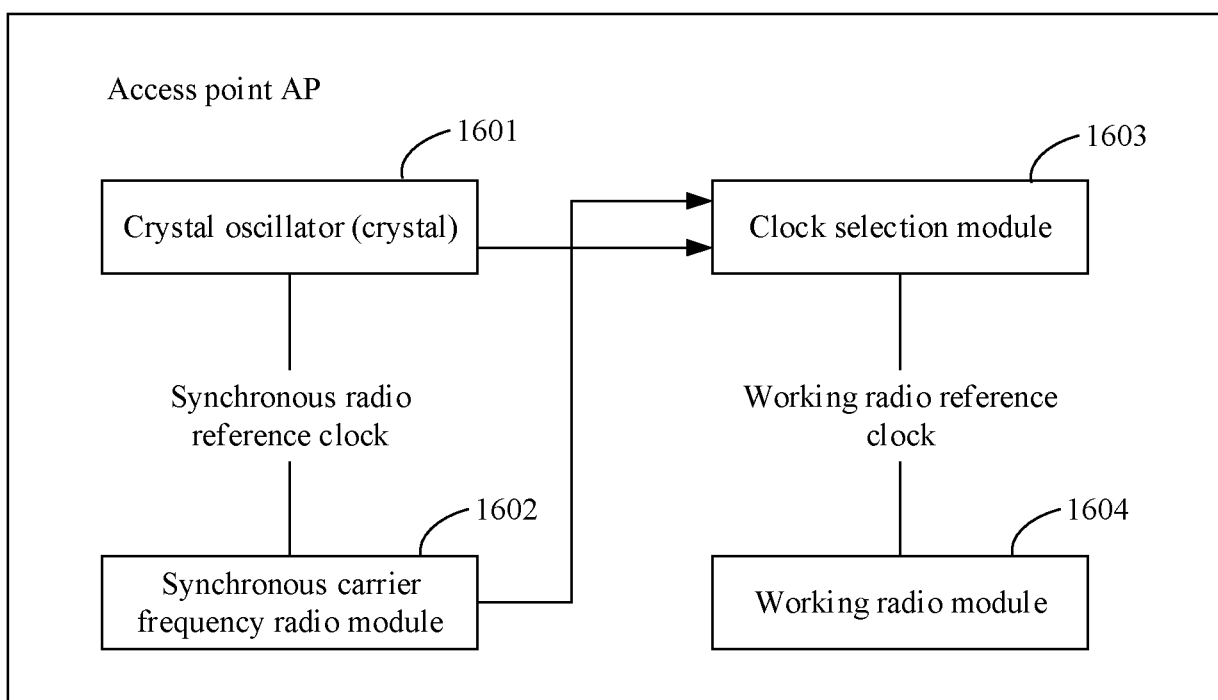 Access point AP
1601
1603
Crystal oscillator (crystal)
Clock selection module
Synchronous radio
reference clock
Working radio reference
clock
1602
1604
Synchronous carrier
frequency radio module
Working radio module